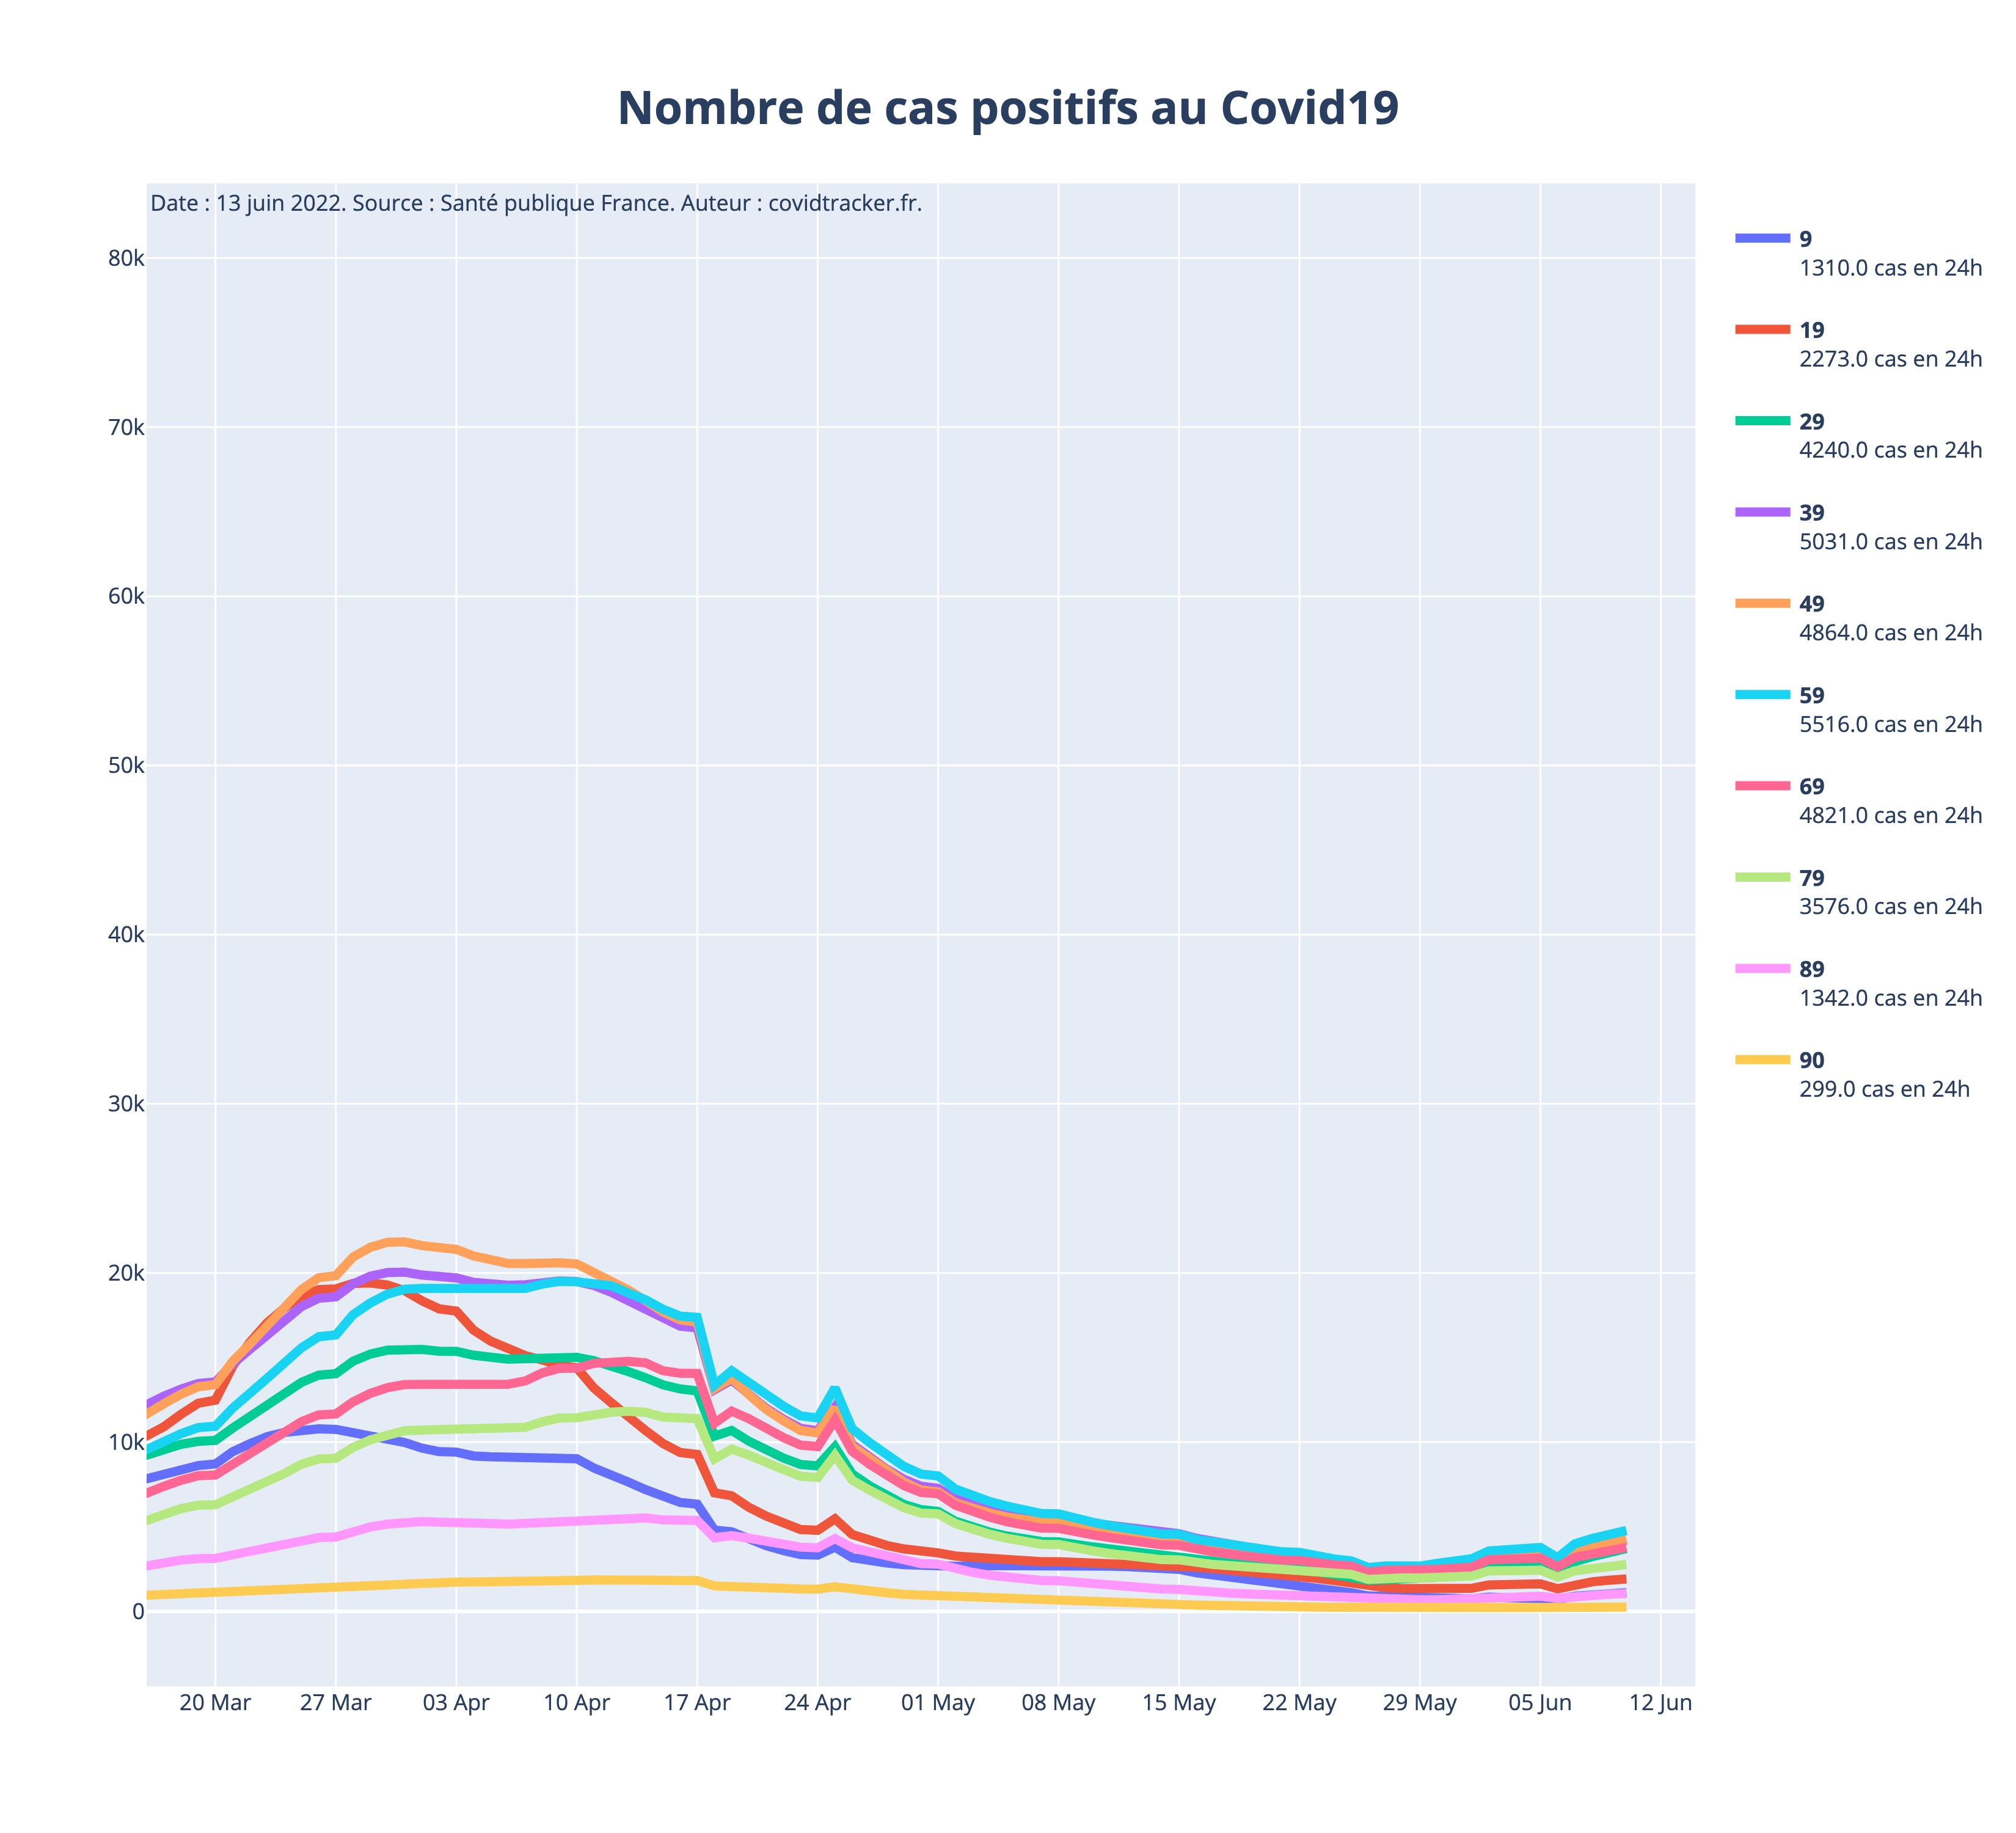 Nombre de cas positifs au Covid19
Date : 13 juin 2022. Source : Santé publique France. Auteur : covidtracker.fr.
80k
70k
60k
50k
40k
30k
20k
10k
0
20 Mar
27 Mar
03 Apr
10 Apr
17 Apr
24 Apr
01 May
08 May
15 May
22 May
29 May
05 Jun
12 Jun
9
1310.0 cas en 24h
19
2273.0 cas en 24h
29
4240.0 cas en 24h
39
5031.0 cas en 24h
49
4864.0 cas en 24h
59
5516.0 cas en 24h
69
4821.0 cas en 24h
79
3576.0 cas en 24h
89
1342.0 cas en 24h
90
299.0 cas en 24h